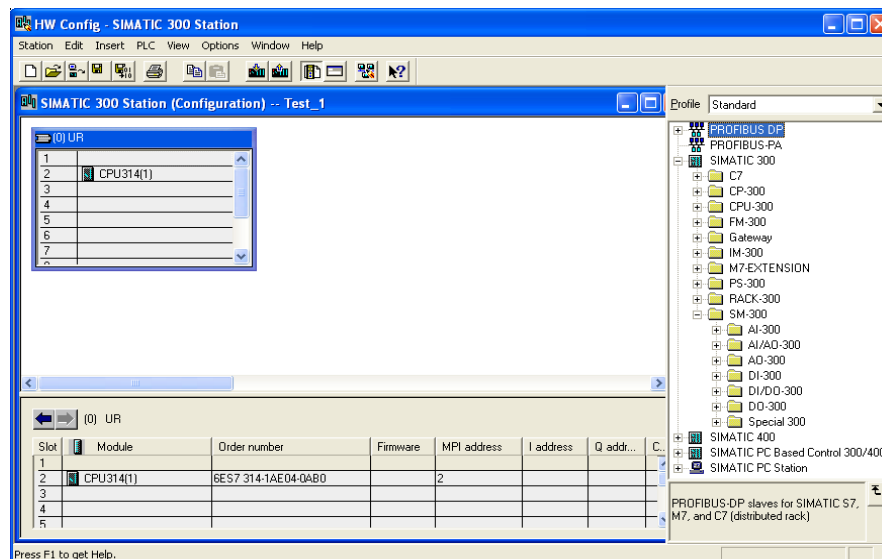 HW Config - SIMATIC 300 Station
Station Edit Insert PLC View Options Window Help
SIMATIC 300 Station (Configuration) -- Test_1
(0) UR
1
2 CPU314(1)
3
4
5
6
7
Profile Standard
PROFIBUS DP
PROFIBUS-PA
SIMATIC 300
C7
CP-300
CPU-300
FM-300
Gateway
IM-300
M7-EXTENSION
PS-300
RACK-300
SM-300
AI-300
AI/AO-300
AO-300
DI-300
DI/DO-300
DO-300
Special 300
SIMATIC 400
SIMATIC PC Based Control 300/400
SIMATIC PC Station
(0) UR
Slot Module Order number Firmware MPI address I address Q addr... C..
1
2 CPU314(1) 6ES7 314-1AE04-0AB0 2
3
4
5
PROFIBUS-DP slaves for SIMATIC S7,
M7, and C7 (distributed rack)
Press F1 to get Help.